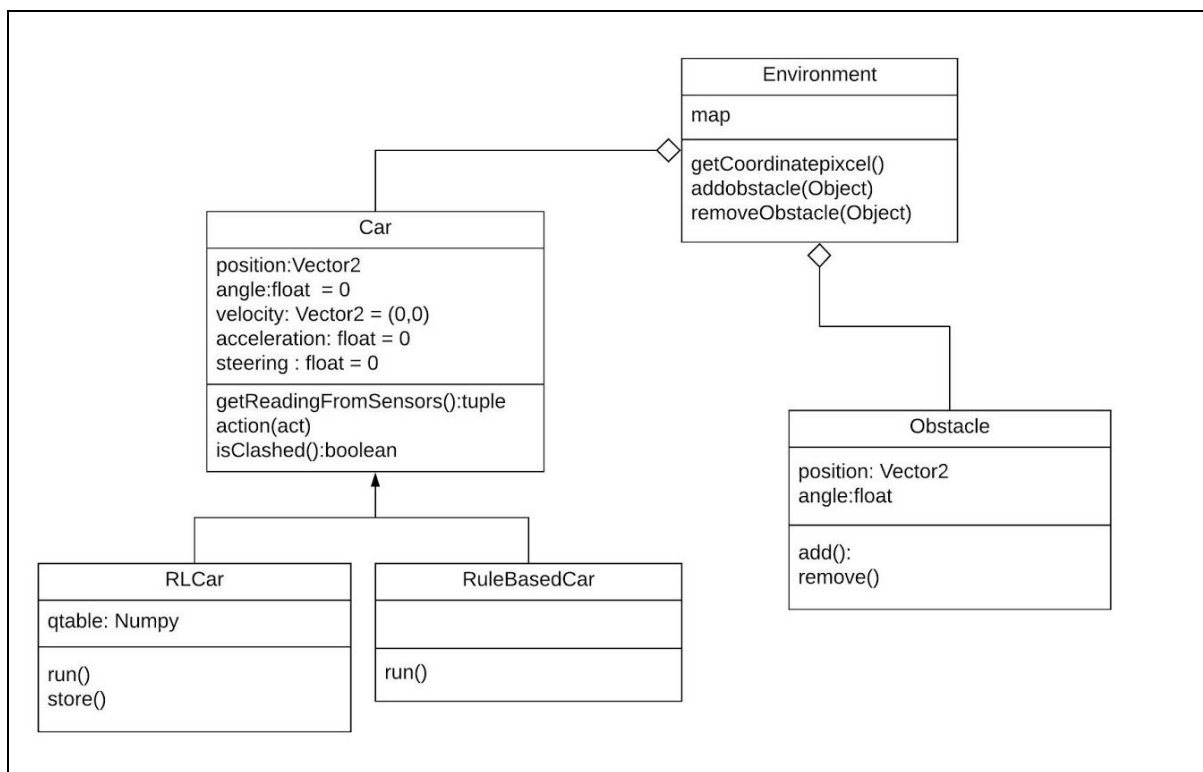 Environment
map
getCoordinatepixcel()
addobstacle(Object)
removeObstacle(Object)
Car
position:Vector2
angle:float  = 0
velocity: Vector2 = (0,0)
acceleration: float = 0
steering : float = 0
getReadingFromSensors():tuple
action(act)
isClashed():boolean
Obstacle
position: Vector2
angle:float
add():
remove()
RLCar
qtable: Numpy
run()
store()
RuleBasedCar
run()